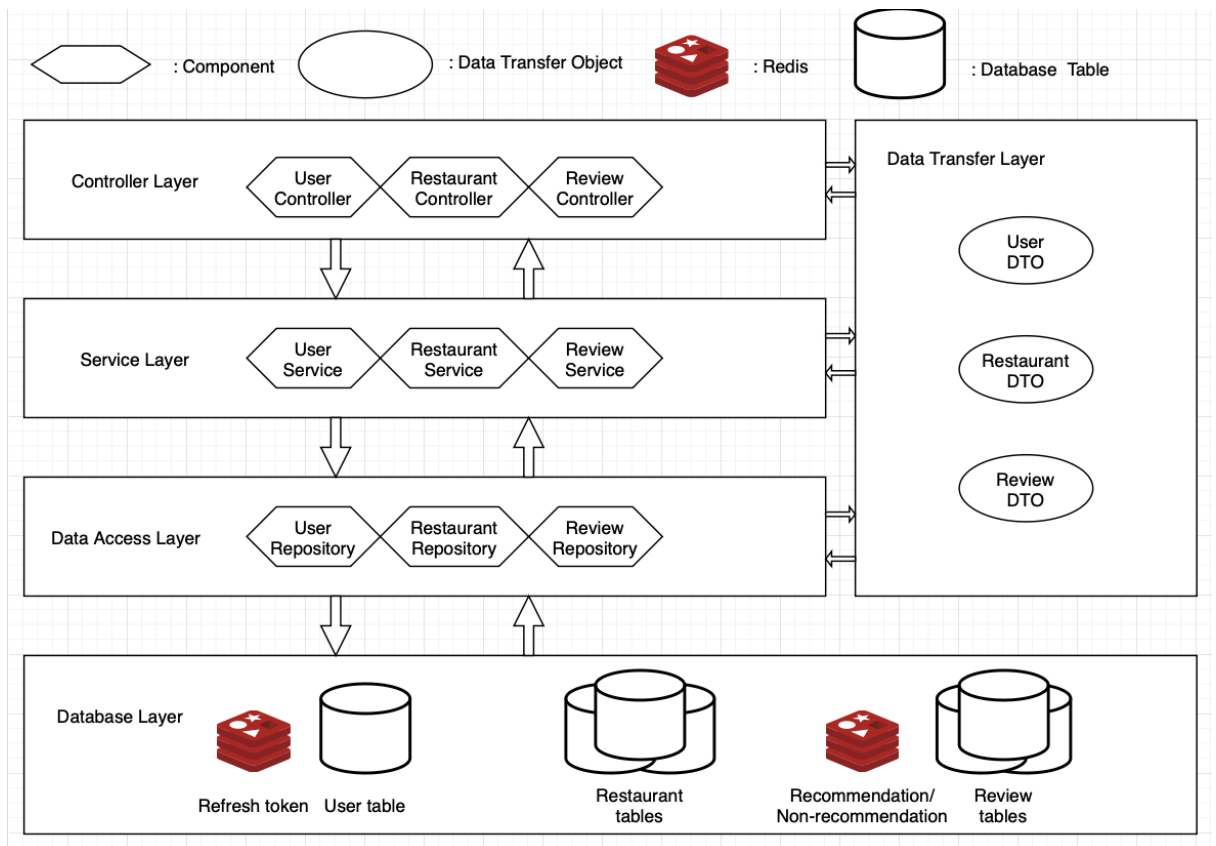 : Component
: Data Transfer Object
: Redis
: Database Table
Controller Layer
User
Controller
Restaurant
Controller
Review
Controller
Data Transfer Layer
User
DTO
Restaurant
DTO
Review
DTO
Service Layer
User
Service
Restaurant
Service
Review
Service
Data Access Layer
User
Repository
Restaurant
Repository
Review
Repository
Database Layer
Refresh token
User table
Restaurant
tables
Recommendation/
Non-recommendation
Review
tables